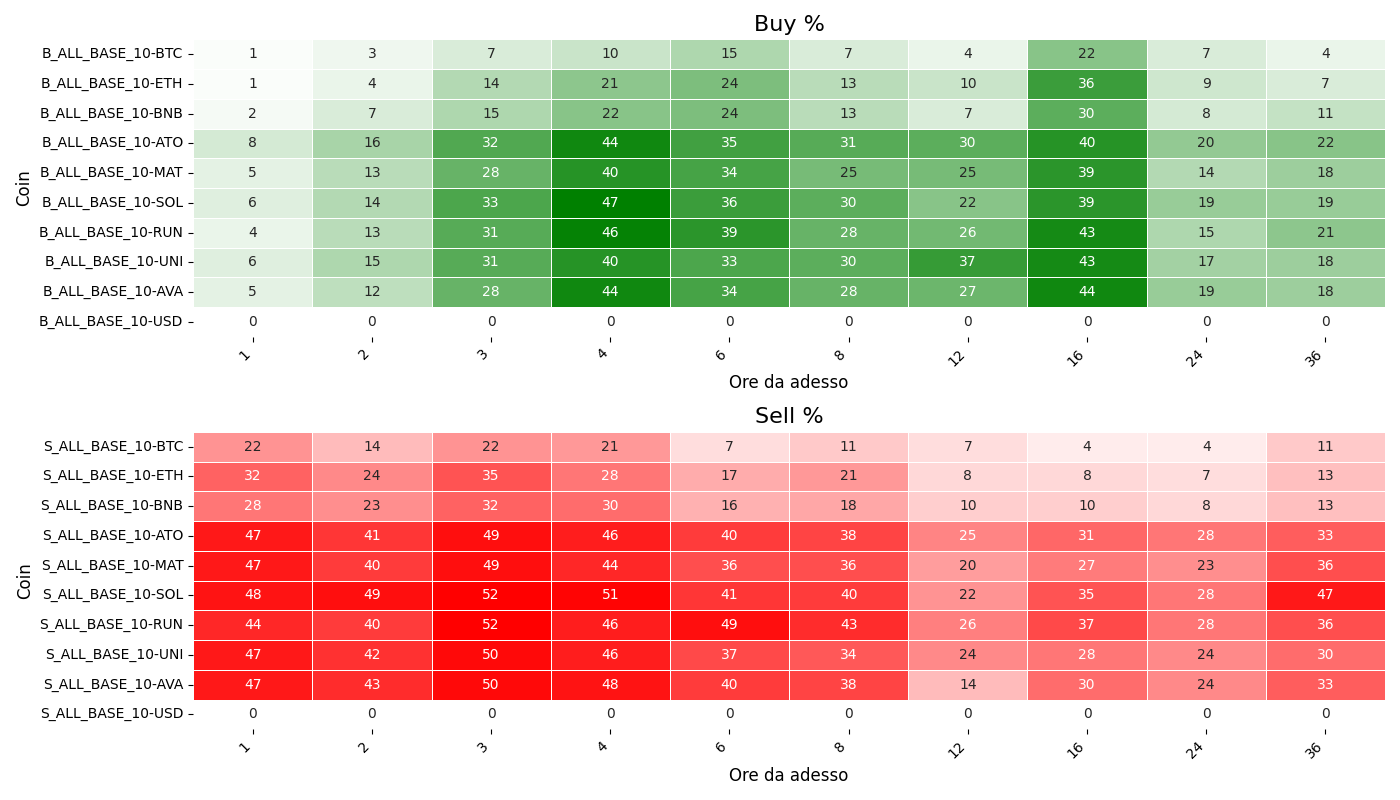 Buy %
Coin
B_ALL_BASE_10-BTC 1 3 7 10 15 7 4 22 7 4
B_ALL_BASE_10-ETH 1 4 14 21 24 13 10 36 9 7
B_ALL_BASE_10-BNB 2 7 15 22 24 13 7 30 8 11
B_ALL_BASE_10-ATO 8 16 32 44 35 31 30 40 20 22
B_ALL_BASE_10-MAT 5 13 28 40 34 25 25 39 14 18
B_ALL_BASE_10-SOL 6 14 33 47 36 30 22 39 19 19
B_ALL_BASE_10-RUN 4 13 31 46 39 28 26 43 15 21
B_ALL_BASE_10-UNI 6 15 31 40 33 30 37 43 17 18
B_ALL_BASE_10-AVA 5 12 28 44 34 28 27 44 19 18
B_ALL_BASE_10-USD 0 0 0 0 0 0 0 0 0 0
1 2 3 4 6 8 12 16 24 36
Ore da adesso
Sell %
Coin
S_ALL_BASE_10-BTC 22 14 22 21 7 11 7 4 4 11
S_ALL_BASE_10-ETH 32 24 35 28 17 21 8 8 7 13
S_ALL_BASE_10-BNB 28 23 32 30 16 18 10 10 8 13
S_ALL_BASE_10-ATO 47 41 49 46 40 38 25 31 28 33
S_ALL_BASE_10-MAT 47 40 49 44 36 36 20 27 23 36
S_ALL_BASE_10-SOL 48 49 52 51 41 40 22 35 28 47
S_ALL_BASE_10-RUN 44 40 52 46 49 43 26 37 28 36
S_ALL_BASE_10-UNI 47 42 50 46 37 34 24 28 24 30
S_ALL_BASE_10-AVA 47 43 50 48 40 38 14 30 24 33
S_ALL_BASE_10-USD 0 0 0 0 0 0 0 0 0 0
1 2 3 4 6 8 12 16 24 36
Ore da adesso